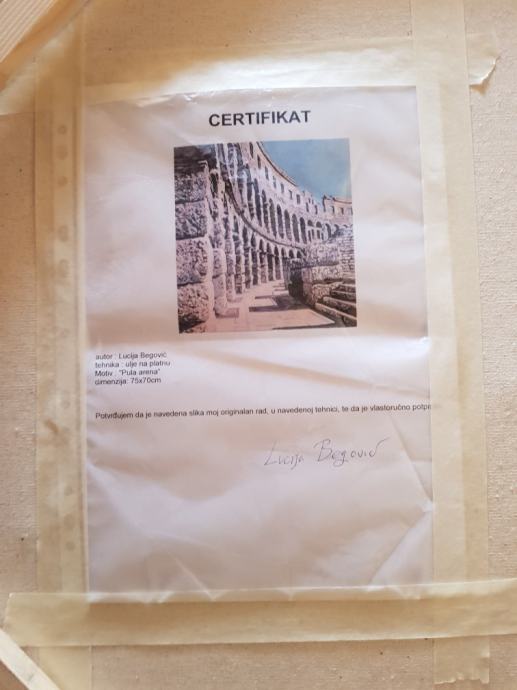 CERTIFIKAT
autor : Lucija Begović
tehnika : ulje na platnu
Motiv : "Pula arena"
dimenzija: 75x70cm
Potvrđujem da je navedena slika moj originalan rad, u navedenoj tehnici, te da je vlastoručno
Lucija Begović